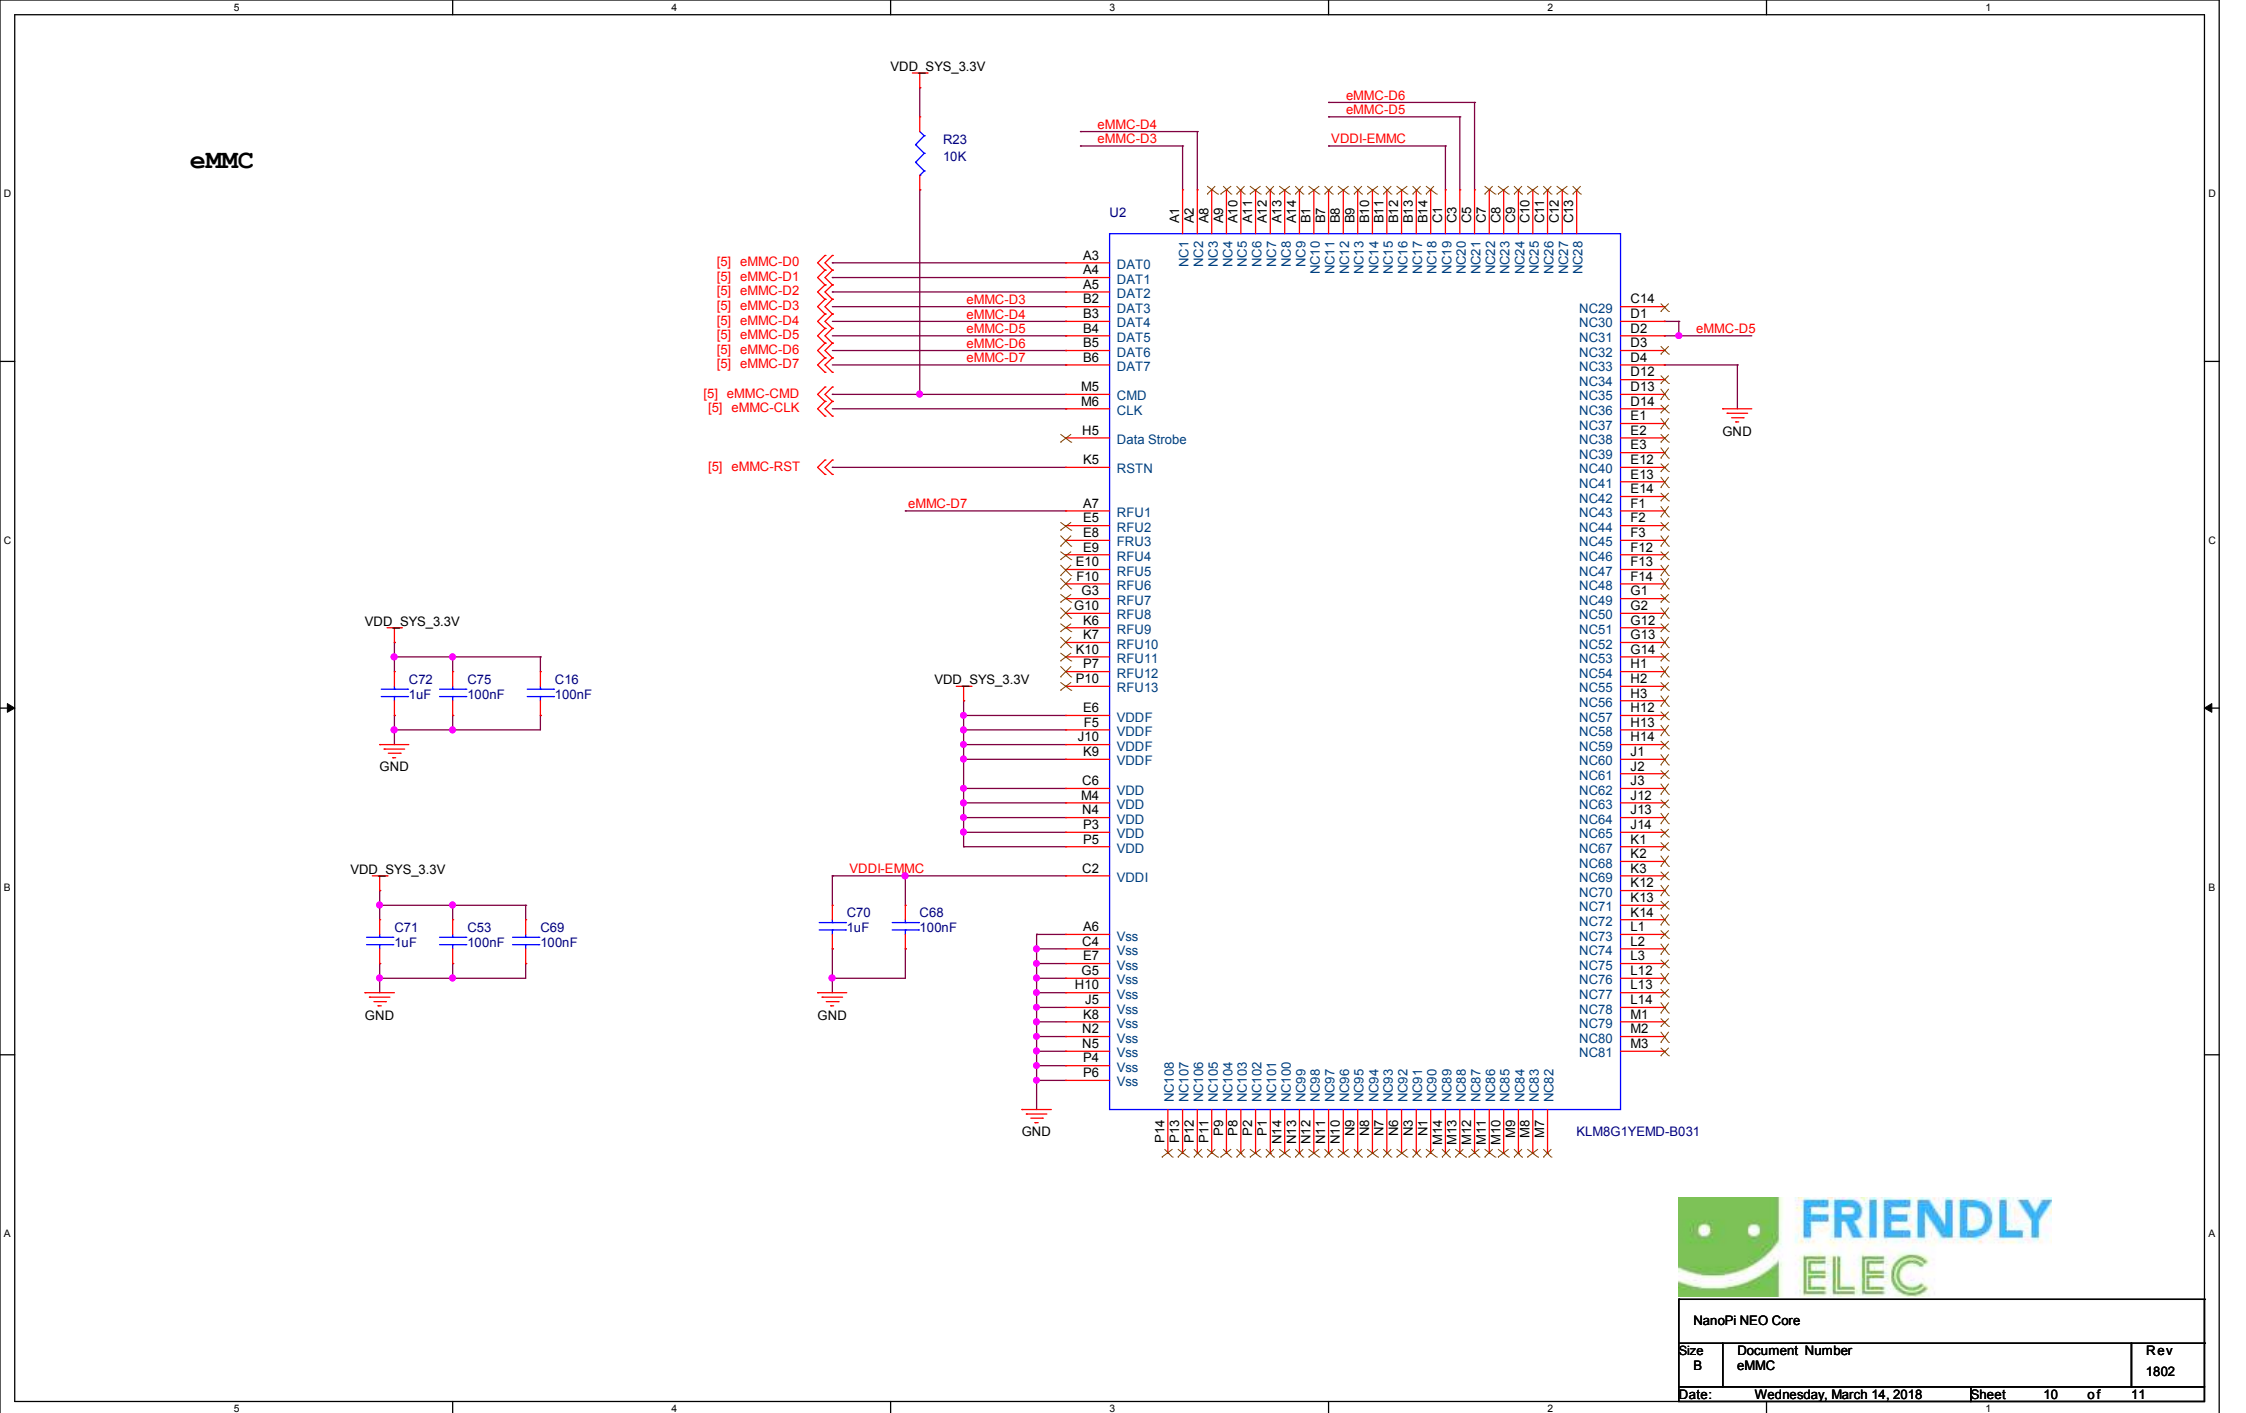 5 4 3 2 1
D
C
B
A
eMMC
VDD_SYS_3.3V
R23
10K
eMMC-D4
eMMC-D3
eMMC-D6
eMMC-D5
VDDI-EMMC
U2
A1 A2 A8 A9 A10 A11 A12 A13 A14 B1 B7 B8 B9 B10 B11 B12 B13 B14 C1 C3 C5 C7 C8 C9 C10 C11 C12 C13
NC1 NC2 NC3 NC4 NC5 NC6 NC7 NC8 NC9 NC10 NC11 NC12 NC13 NC14 NC15 NC16 NC17 NC18 NC19 NC20 NC21 NC22 NC23 NC24 NC25 NC26 NC27 NC28
[5] eMMC-D0 A3 DAT0
[5] eMMC-D1 A4 DAT1
[5] eMMC-D2 A5 DAT2
[5] eMMC-D3 eMMC-D3 B2 DAT3
[5] eMMC-D4 eMMC-D4 B3 DAT4
[5] eMMC-D5 eMMC-D5 B4 DAT5
[5] eMMC-D6 eMMC-D6 B5 DAT6
[5] eMMC-D7 eMMC-D7 B6 DAT7
[5] eMMC-CMD M5 CMD
[5] eMMC-CLK M6 CLK
H5 Data Strobe
[5] eMMC-RST K5 RSTN
eMMC-D7 A7 RFU1
E5 RFU2
E8 FRU3
E9 RFU4
E10 RFU5
F10 RFU6
G3 RFU7
G10 RFU8
K6 RFU9
K7 RFU10
K10 RFU11
P7 RFU12
P10 RFU13
VDD_SYS_3.3V
E6 VDDF
F5 VDDF
J10 VDDF
K9 VDDF
C6 VDD
M4 VDD
N4 VDD
P3 VDD
P5 VDD
VDDI-EMMC C2 VDDI
C70
1uF
C68
100nF
GND
A6 Vss
C4 Vss
E7 Vss
G5 Vss
H10 Vss
J5 Vss
K8 Vss
N2 Vss
N5 Vss
P4 Vss
P6 Vss
GND
NC29 C14
NC30 D1
NC31 D2 eMMC-D5
NC32 D3
NC33 D4
GND
NC34 D12
NC35 D13
NC36 D14
NC37 E1
NC38 E2
NC39 E3
NC40 E12
NC41 E13
NC42 E14
NC43 F1
NC44 F2
NC45 F3
NC46 F12
NC47 F13
NC48 F14
NC49 G1
NC50 G2
NC51 G12
NC52 G13
NC53 G14
NC54 H1
NC55 H2
NC56 H3
NC57 H12
NC58 H13
NC59 H14
NC60 J1
NC61 J2
NC62 J3
NC63 J12
NC64 J13
NC65 J14
NC67 K1
NC68 K2
NC69 K3
NC70 K12
NC71 K13
NC72 K14
NC73 L1
NC74 L2
NC75 L3
NC76 L12
NC77 L13
NC78 L14
NC79 M1
NC80 M2
NC81 M3
NC108 NC107 NC106 NC105 NC104 NC103 NC102 NC101 NC100 NC99 NC98 NC97 NC96 NC95 NC94 NC93 NC92 NC91 NC90 NC89 NC88 NC87 NC86 NC85 NC84 NC83 NC82
P14 P13 P12 P11 P9 P8 P2 P1 N14 N13 N12 N11 N10 N9 N8 N7 N6 N3 N1 M14 M13 M12 M11 M10 M9 M8 M7
KLM8G1YEMD-B031
VDD_SYS_3.3V
C72
1uF
C75
100nF
C16
100nF
GND
VDD_SYS_3.3V
C71
1uF
C53
100nF
C69
100nF
GND
D
C
B
A
FRIENDLY
ELEC
NanoPi NEO Core
Size Document Number Rev
B eMMC 1802
Date: Wednesday, March 14, 2018 Sheet 10 of 11
5 4 3 2 1